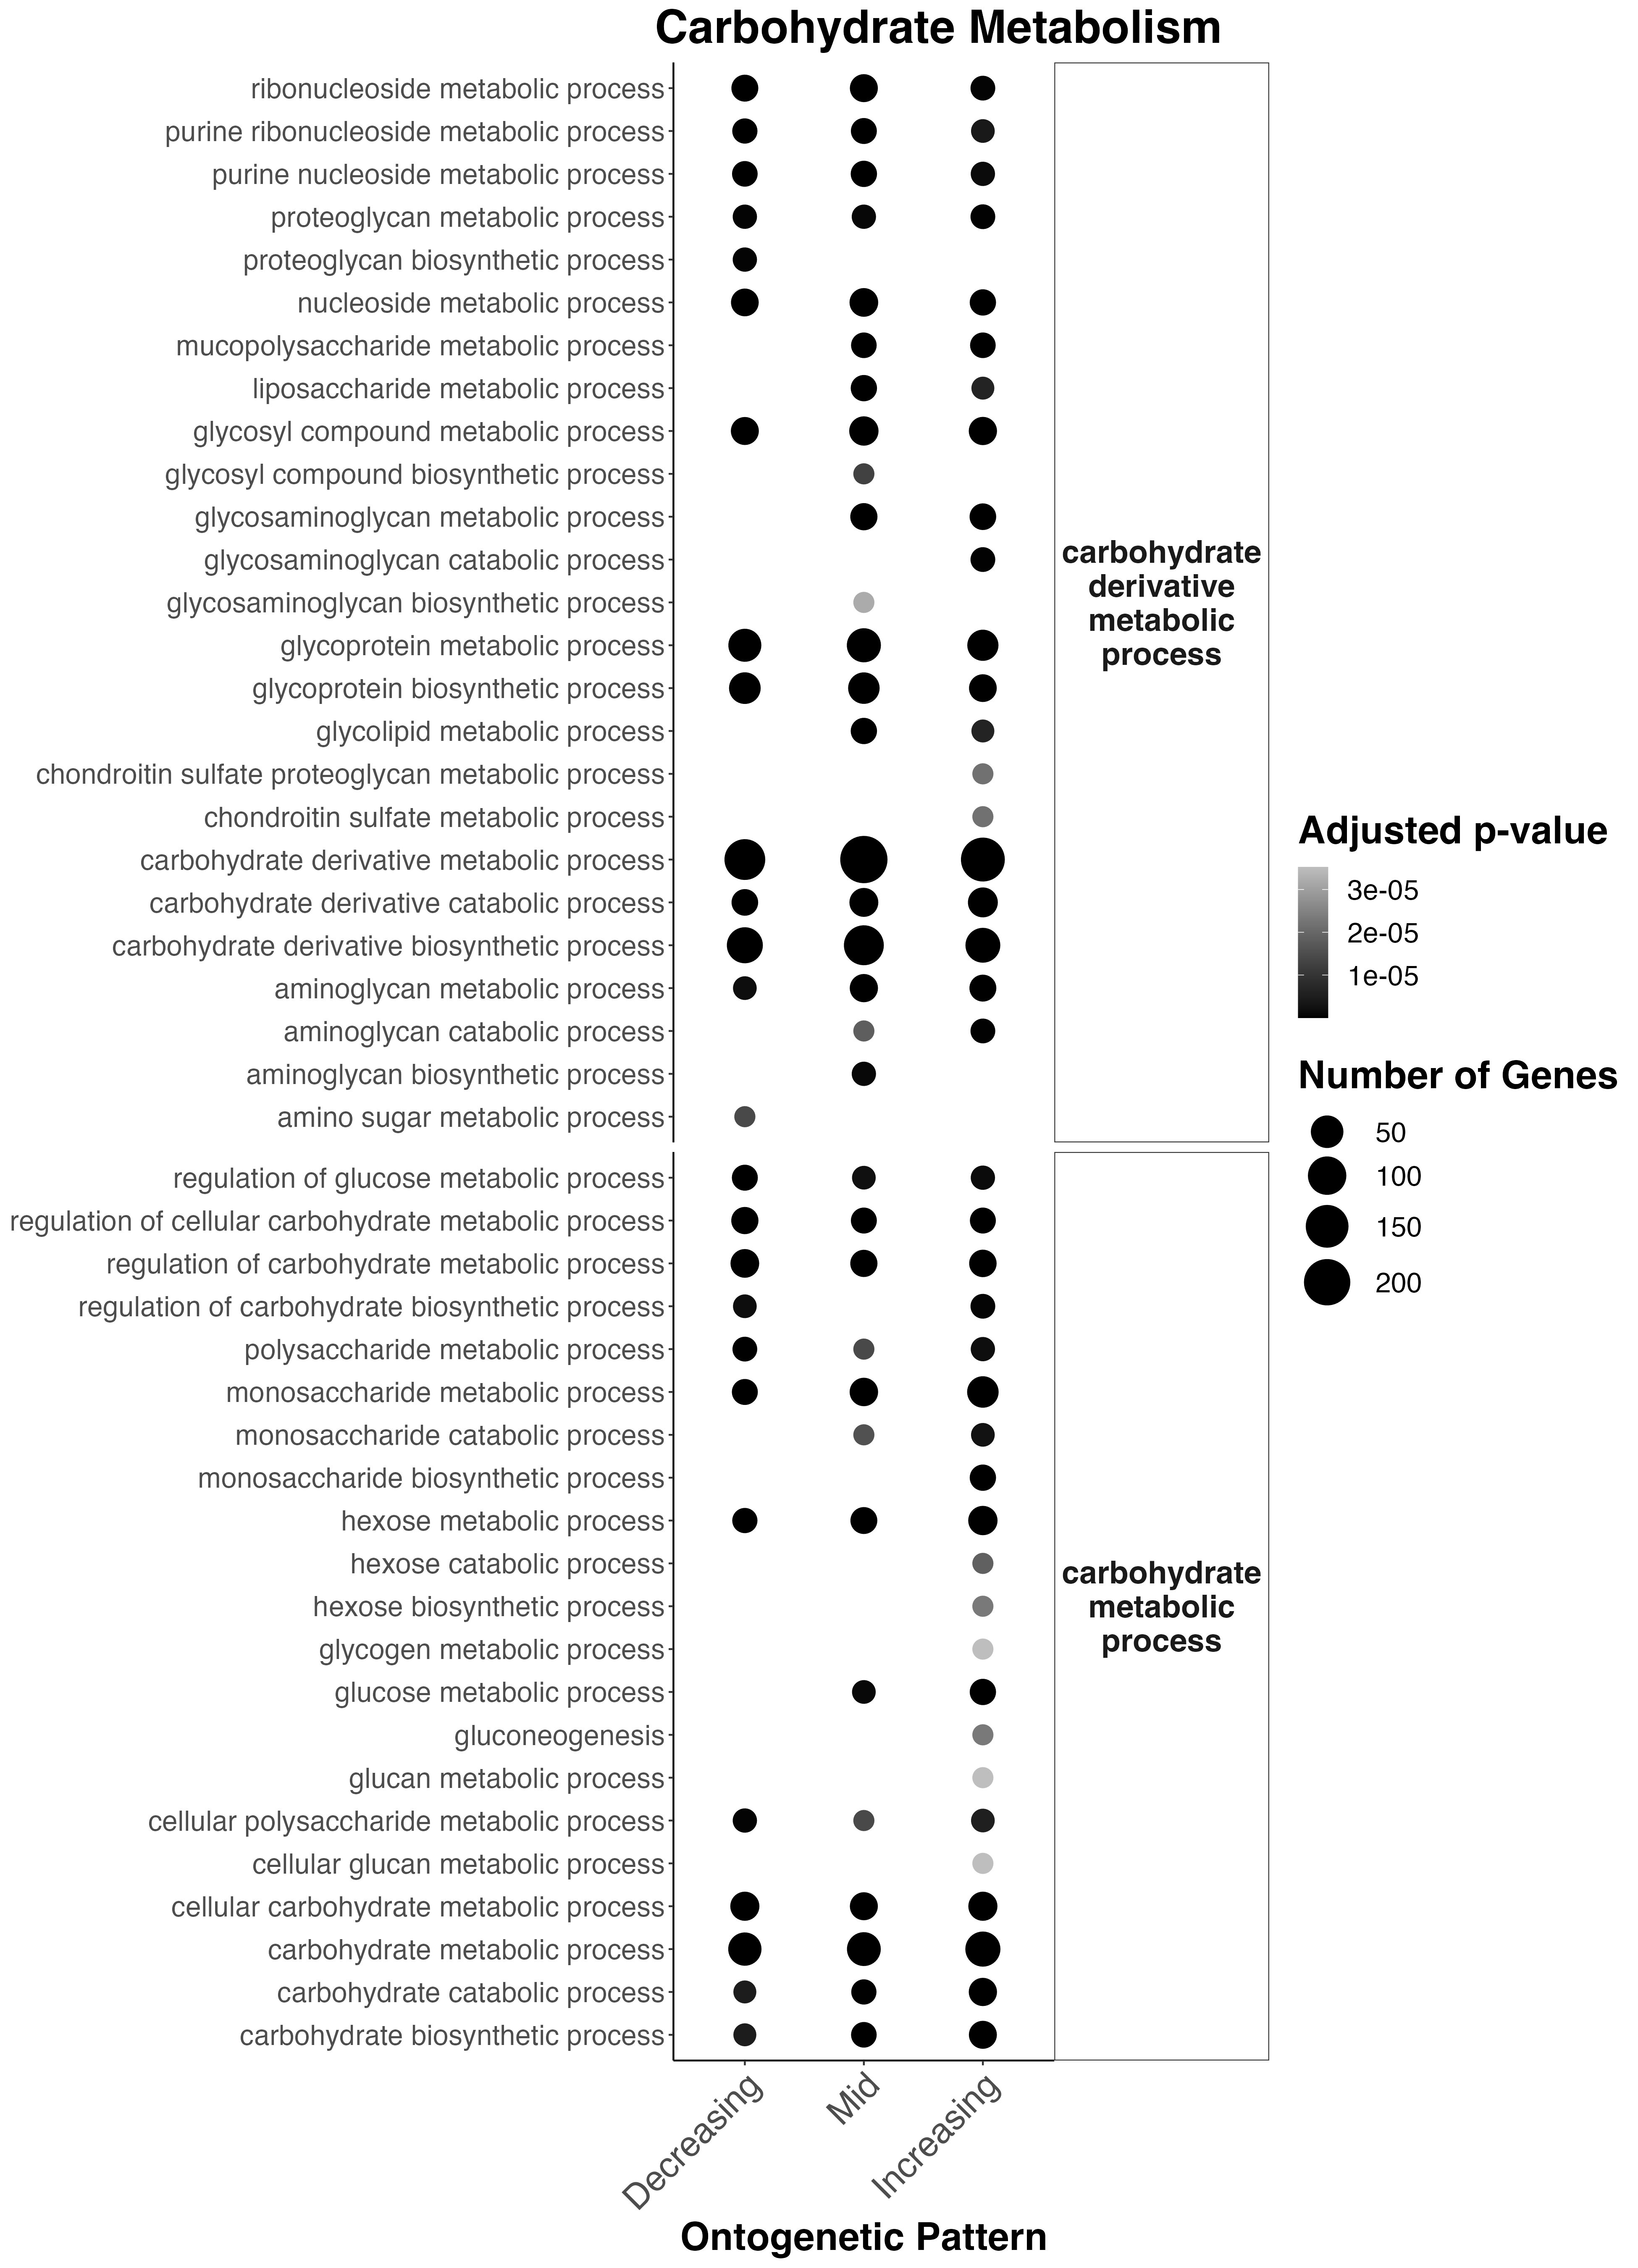 Carbohydrate Metabolism
ribonucleoside metabolic process
purine ribonucleoside metabolic process
purine nucleoside metabolic process
proteoglycan metabolic process
proteoglycan biosynthetic process
nucleoside metabolic process
mucopolysaccharide metabolic process
liposaccharide metabolic process
glycosyl compound metabolic process
glycosyl compound biosynthetic process
glycosaminoglycan metabolic process
glycosaminoglycan catabolic process
glycosaminoglycan biosynthetic process
glycoprotein metabolic process
glycoprotein biosynthetic process
glycolipid metabolic process
chondroitin sulfate proteoglycan metabolic process
chondroitin sulfate metabolic process
carbohydrate derivative metabolic process
carbohydrate derivative catabolic process
carbohydrate derivative biosynthetic process
aminoglycan metabolic process
aminoglycan catabolic process
aminoglycan biosynthetic process
amino sugar metabolic process
carbohydrate
derivative
metabolic
process
regulation of glucose metabolic process
regulation of cellular carbohydrate metabolic process
regulation of carbohydrate metabolic process
regulation of carbohydrate biosynthetic process
polysaccharide metabolic process
monosaccharide metabolic process
monosaccharide catabolic process
monosaccharide biosynthetic process
hexose metabolic process
hexose catabolic process
hexose biosynthetic process
glycogen metabolic process
glucose metabolic process
gluconeogenesis
glucan metabolic process
cellular polysaccharide metabolic process
cellular glucan metabolic process
cellular carbohydrate metabolic process
carbohydrate metabolic process
carbohydrate catabolic process
carbohydrate biosynthetic process
carbohydrate
metabolic
process
Decreasing
Mid
Increasing
Ontogenetic Pattern
Adjusted p-value
3e-05
2e-05
1e-05
Number of Genes
50
100
150
200